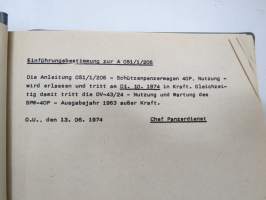 Einführungsbestimmung zur A 051/1/206
Die Anleitung 051/1/206 - Schützenpanzerwagen 40P. Nutzung -
wird erlassen und tritt am 01. 10. 1974 in Kraft. Gleichzei-
tig damit tritt die DV-43/24 - Nutzung und Wartung des
SPW-40P - Ausgabejahr 1963 außer Kraft.
O.U., den 13. 06. 1974 Chef Panzerdienst